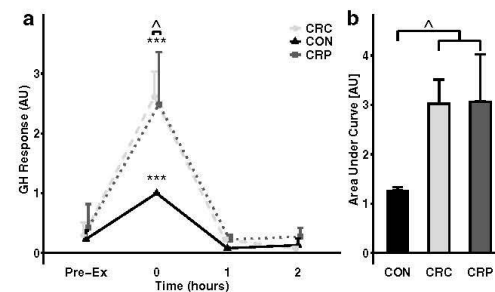 a
GH Response (AU)
3
2
1
0
^
***
***
CRC
CON
CRP
Pre-Ex
0
1
2
Time (hours)
b
Area Under Curve [AU]
4
3
2
1
0
^
CON
CRC
CRP